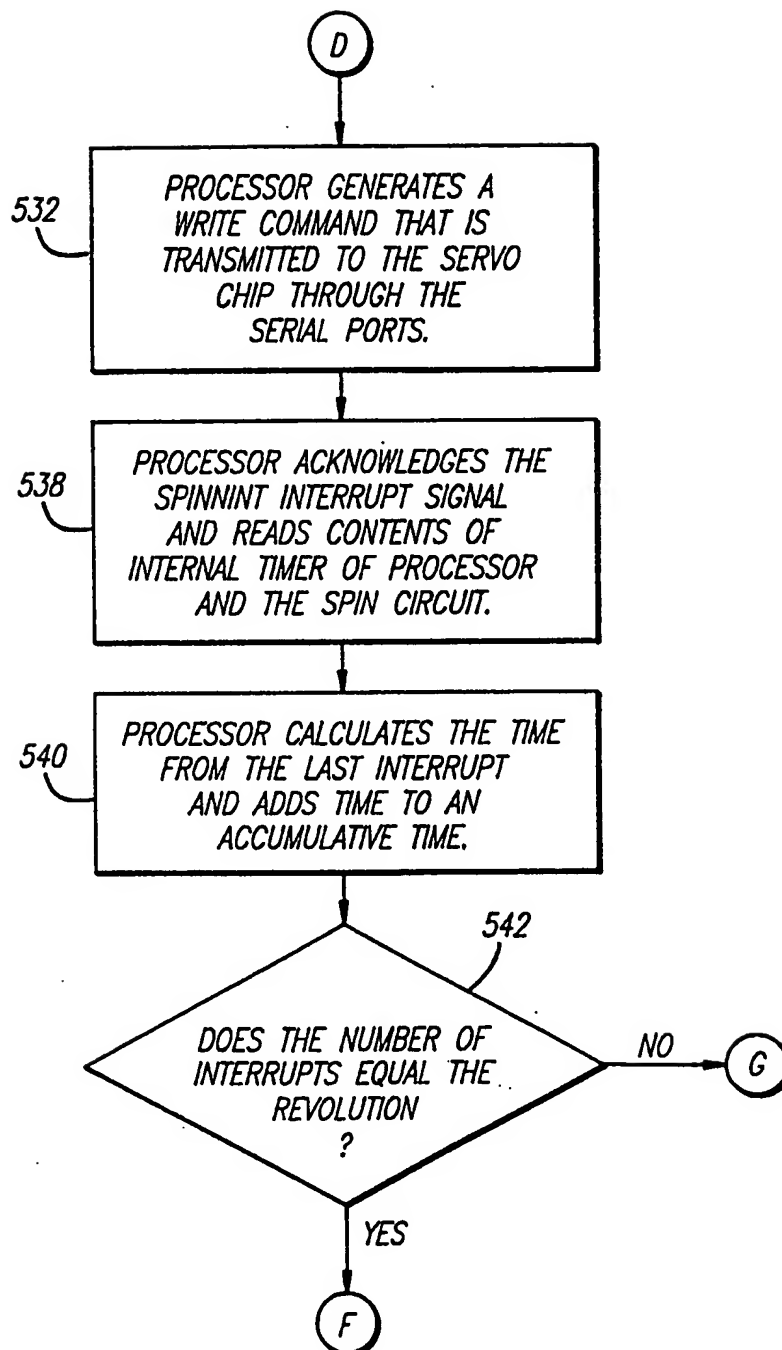 D
532
PROCESSOR GENERATES A
WRITE COMMAND THAT IS
TRANSMITTED TO THE SERVO
CHIP THROUGH THE
SERIAL PORTS.
538
PROCESSOR ACKNOWLEDGES THE
SPINNINT INTERRUPT SIGNAL
AND READS CONTENTS OF
INTERNAL TIMER OF PROCESSOR
AND THE SPIN CIRCUIT.
540
PROCESSOR CALCULATES THE TIME
FROM THE LAST INTERRUPT
AND ADDS TIME TO AN
ACCUMULATIVE TIME.
542
DOES THE NUMBER OF
INTERRUPTS EQUAL THE
REVOLUTION
?
NO
G
YES
F